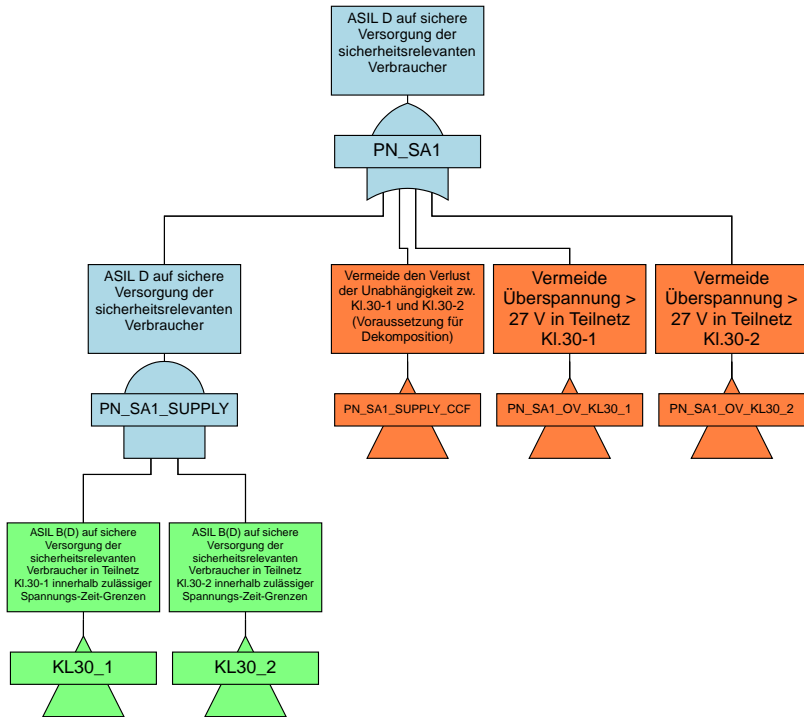 ASIL D auf sichere
Versorgung der
sicherheitsrelevanten
Verbraucher
PN_SA1
ASIL D auf sichere
Versorgung der
sicherheitsrelevanten
Verbraucher
PN_SA1_SUPPLY
Vermeide den Verlust
der Unabhängigkeit zw.
Kl.30-1 und Kl.30-2
(Voraussetzung für
Dekomposition)
PN_SA1_SUPPLY_CCF
Vermeide
Überspannung >
27 V in Teilnetz
Kl.30-1
PN_SA1_OV_KL30_1
Vermeide
Überspannung >
27 V in Teilnetz
Kl.30-2
PN_SA1_OV_KL30_2
ASIL B(D) auf sichere
Versorgung der
sicherheitsrelevanten
Verbraucher in Teilnetz
Kl.30-1 innerhalb zulässiger
Spannungs-Zeit-Grenzen
KL30_1
ASIL B(D) auf sichere
Versorgung der
sicherheitsrelevanten
Verbraucher in Teilnetz
Kl.30-2 innerhalb zulässiger
Spannungs-Zeit-Grenzen
KL30_2